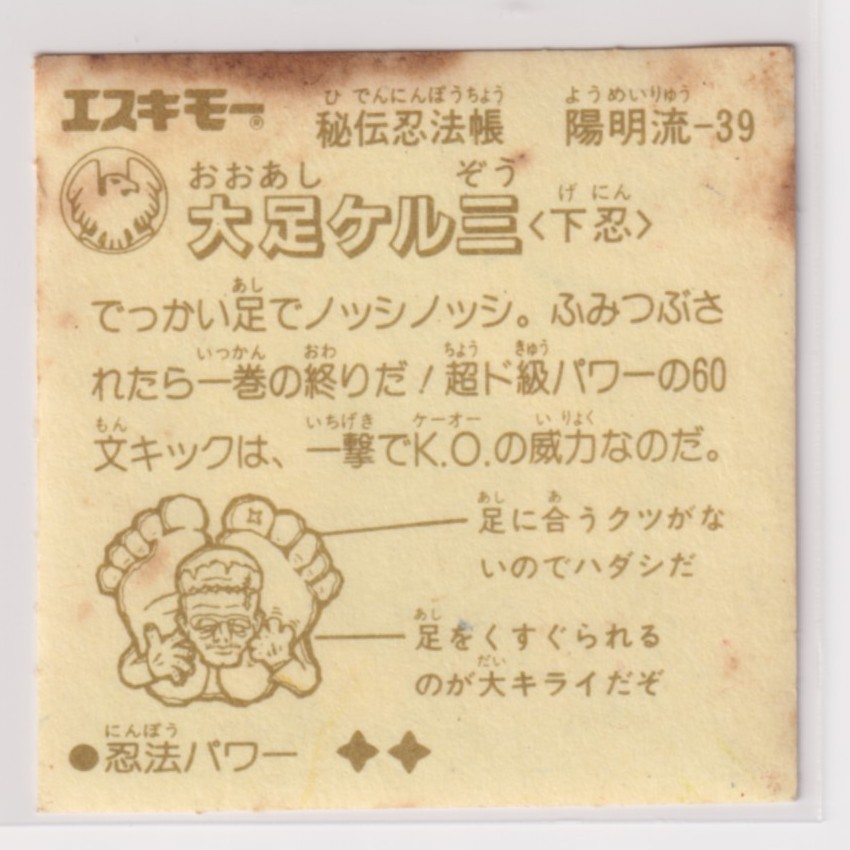 エスキモー®
ひでんにんぽうちょう ようめいりゅう
秘伝忍法帳 陽明流-39
おおあし ぞう げにん
大足ケル三〈下忍〉
あし
でっかい足でノッシノッシ。ふみつぶさ
いっかん おわ ちょう きゅう
れたら一巻の終りだ！超ド級パワーの60
もん いちげき ケーオー いりょく
文キックは、一撃でK.O.の威力なのだ。
あし あ
足に合うクツがな
いのでハダシだ
あし
足をくすぐられる
だい
のが大キライだぞ
にんぽう
●忍法パワー ✦✦